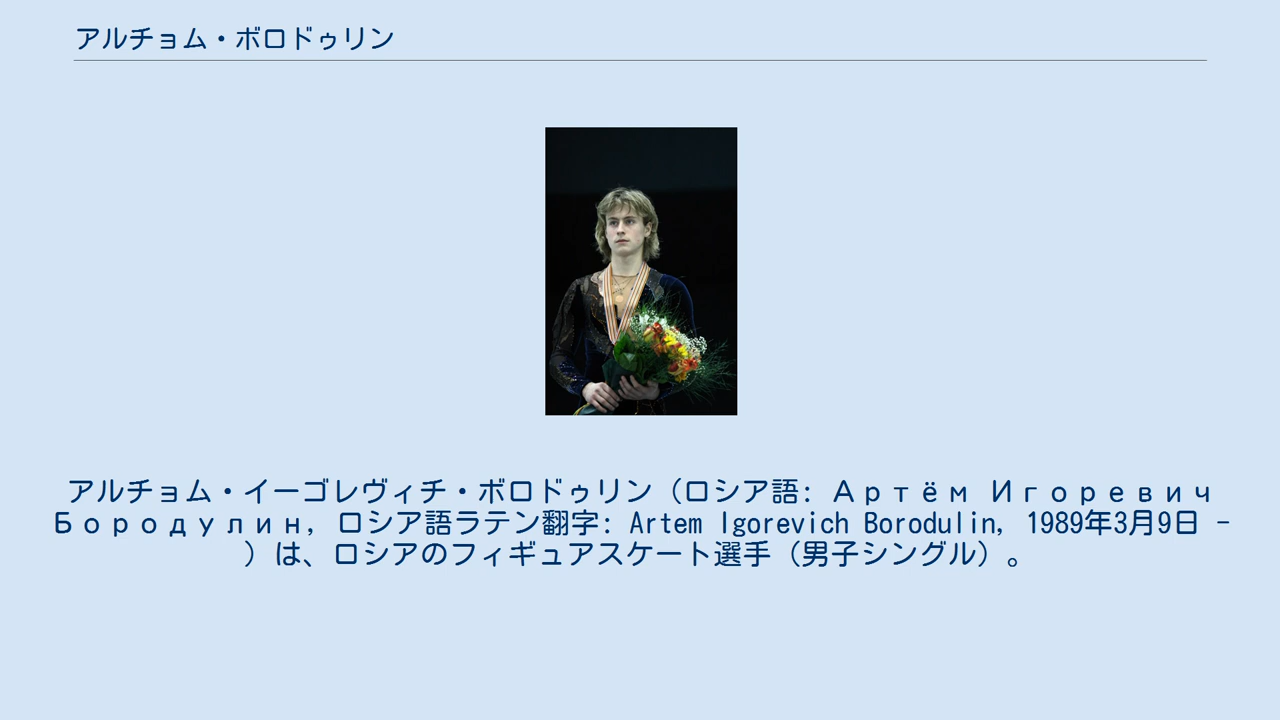 アルチョム・ボロドゥリン
アルチョム・イーゴレヴィチ・ボロドゥリン（ロシア語: Артём Игоревич
Бородулин, ロシア語ラテン翻字: Artem Igorevich Borodulin, 1989年3月9日 -
）は、ロシアのフィギュアスケート選手（男子シングル）。